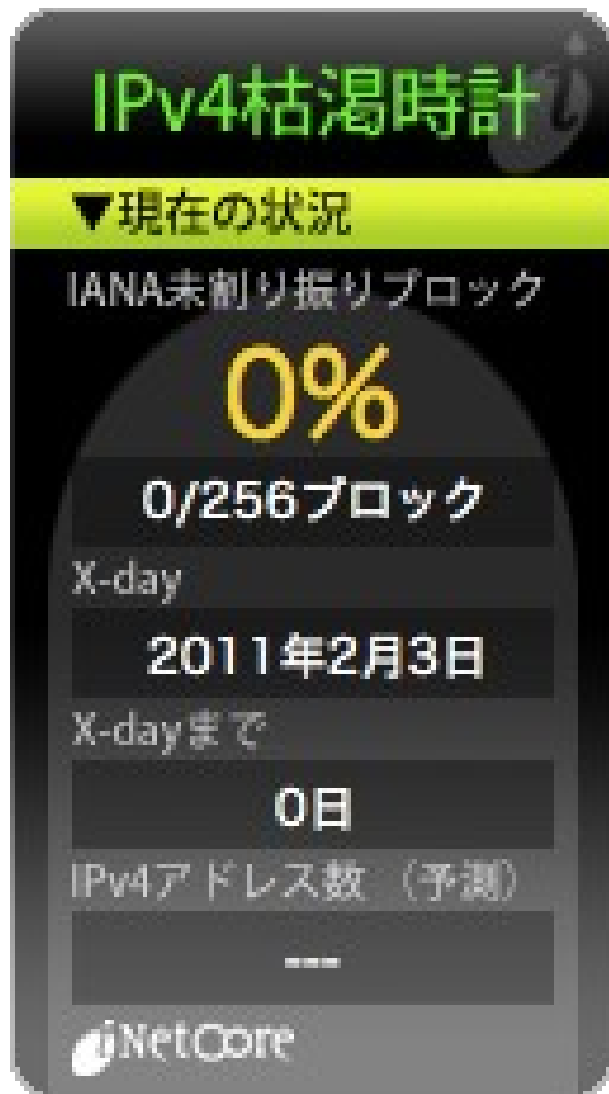 IPv4枯渇時計
▼現在の状況
IANA未割り振りブロック
0%
0/256ブロック
X-day
2011年2月3日
X-dayまで
0日
IPv4アドレス数 （予測）
---
iNetCore